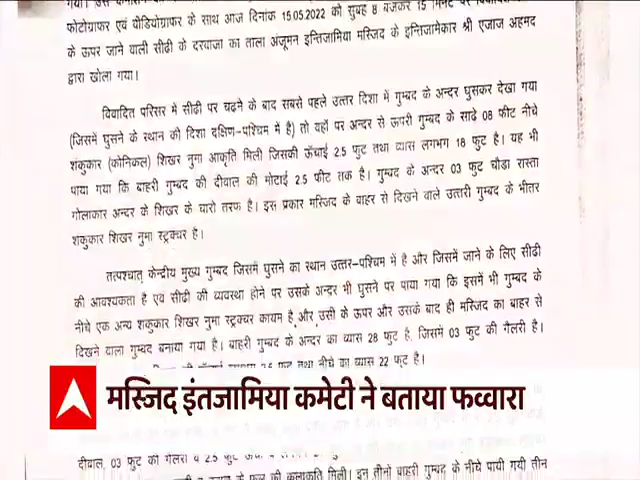 फोटोग्राफर एवं वीडियोग्राफर के साथ आज दिनांक 15.05.2022 को सुबह 8 बजकर 15 मिनट पर
के ऊपर जाने वाली सीढी के दरवाजा का ताला अंजूमन इन्तिजामिया मस्जिद के इन्तिजामेकार श्री एजाज अहमद
द्वारा खोला गया।
विवादित परिसर मे सीढी पर चढने के बाद सबसे पहले उत्तर दिशा में गुम्बद के अन्दर घुसकर देखा गया
(जिसमें घुसने के स्थान की दिशा दक्षिण-पश्चिम में है) तो वहाँ पर अन्दर से ऊपरी गुम्बद के साढे 08 फीट नीचे
शंकुकार (कोनिकल) शिखर नुमा आकृति मिली जिसकी ऊँचाई 2.5 फुट तथा व्यास लगभग 18 फुट है। यह भी
पाया गया कि बाहरी गुम्बद की दीवाल की मोटाई 2.5 फीट तक है। गुम्बद के अन्दर 03 फुट चौडा रास्ता
गोलाकार अन्दर के शिखर के चारो तरफ है। इस प्रकार मस्जिद के बाहर से दिखने वाले उत्तरी गुम्बद के भीतर
शकुकार शिखर नुमा स्ट्रक्चर है।
तत्पश्चात् केन्द्रीय मुख्य गुम्बद जिसमें घुसने का स्थान उत्तर-पश्चिम में है और जिसमें जाने के लिए सीढी
की आवश्यकता है एवं सीढी की व्यवस्था होने पर उसके अन्दर भी घुसने पर पाया गया कि इसमें भी गुम्बद के
नीचे एक अन्य शकुकार शिखर नुमा स्ट्रक्चर कायम है,और,उसी के ऊपर और उसके बाद ही मस्जिद का बाहर से
दिखने वाला गुम्बद बनाया गया है। बाहरी गुम्बद के अन्दर का व्यास 28 फुट है, जिसमें 03 फुट की गैलरी है।
तथा नीचे का व्यास 22 फुट है।
मस्जिद इंतजामिया कमेटी ने बताया फव्वारा
दीवाल, 03 फुट की गैलरी व 2.5 फुट
कलाकृति मिली। इन तीनो बाहरी गुम्बद के नीचे पायी गयी तीन